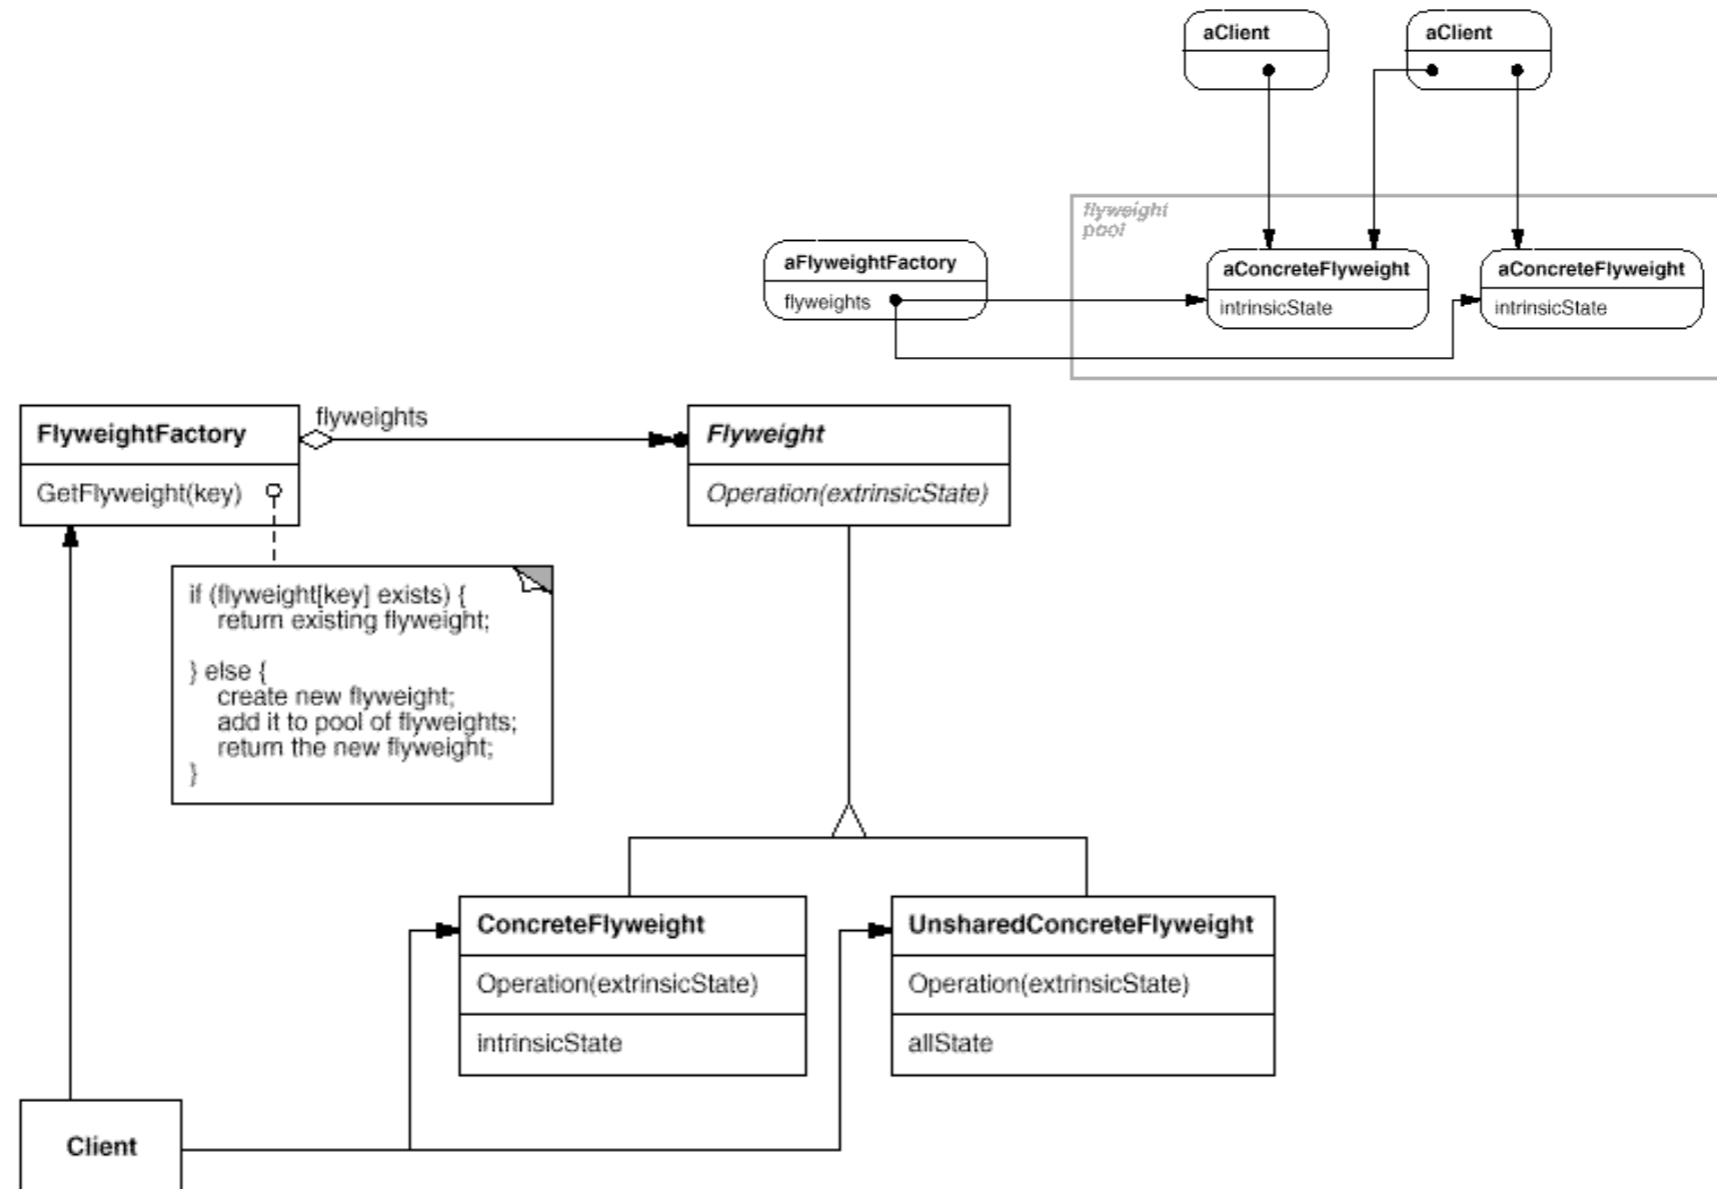 aClient
aClient
flyweight
pool
aFlyweightFactory
flyweights
aConcreteFlyweight
intrinsicState
aConcreteFlyweight
intrinsicState
FlyweightFactory
GetFlyweight(key)
flyweights
Flyweight
Operation(extrinsicState)
if (flyweight[key] exists) {
return existing flyweight;
} else {
create new flyweight;
add it to pool of flyweights;
return the new flyweight;
}
ConcreteFlyweight
Operation(extrinsicState)
intrinsicState
UnsharedConcreteFlyweight
Operation(extrinsicState)
allState
Client